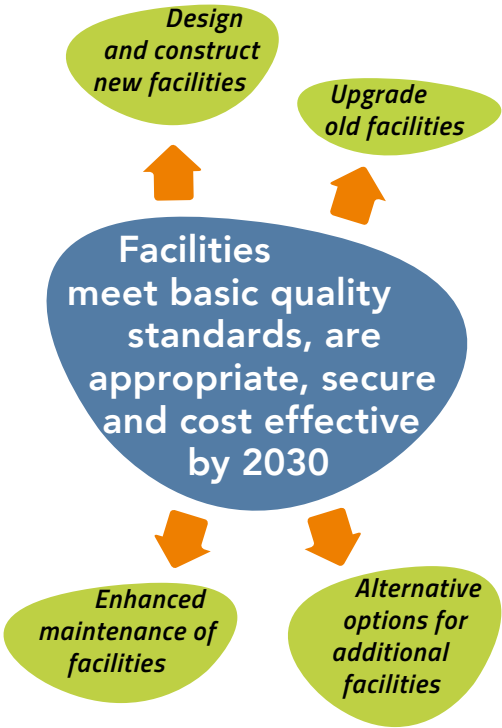 Design
and construct
new facilities
Upgrade
old facilities
Facilities
meet basic quality
standards, are
appropriate, secure
and cost effective
by 2030
Enhanced
maintenance of
facilities
Alternative
options for
additional
facilities